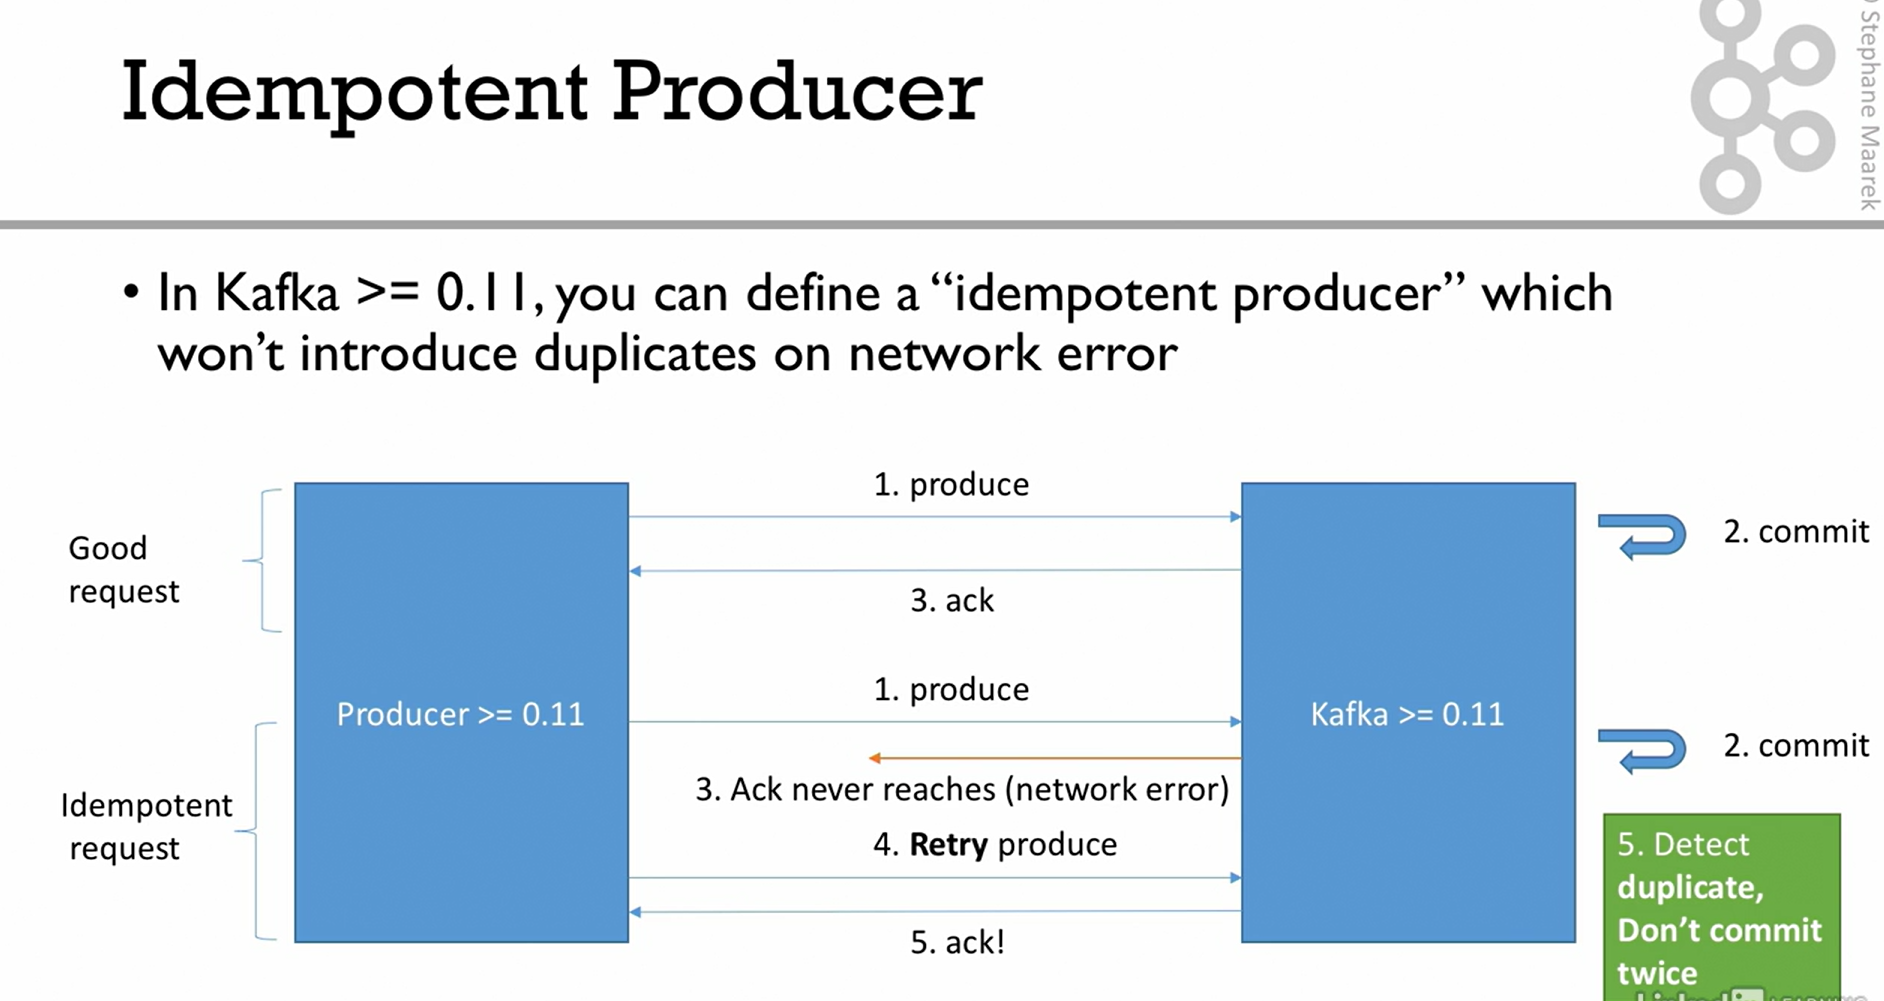 Idempotent Producer
Stephane Maarek
• In Kafka >= 0.11, you can define a “idempotent producer” which
won’t introduce duplicates on network error
Good
request
1. produce
2. commit
3. ack
Producer >= 0.11
Kafka >= 0.11
Idempotent
request
1. produce
2. commit
3. Ack never reaches (network error)
4. Retry produce
5. ack!
5. Detect
duplicate,
Don’t commit
twice